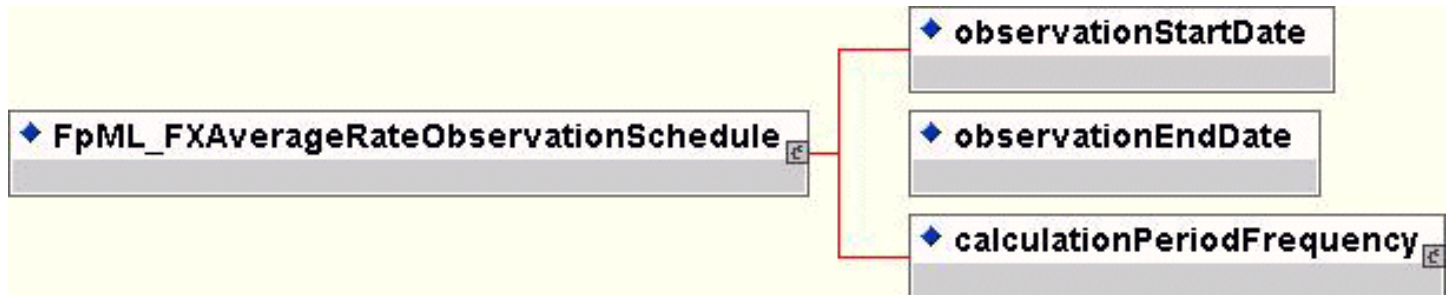 observationStartDate
FpML_FXAverageRateObservationSchedule
observationEndDate
calculationPeriodFrequency